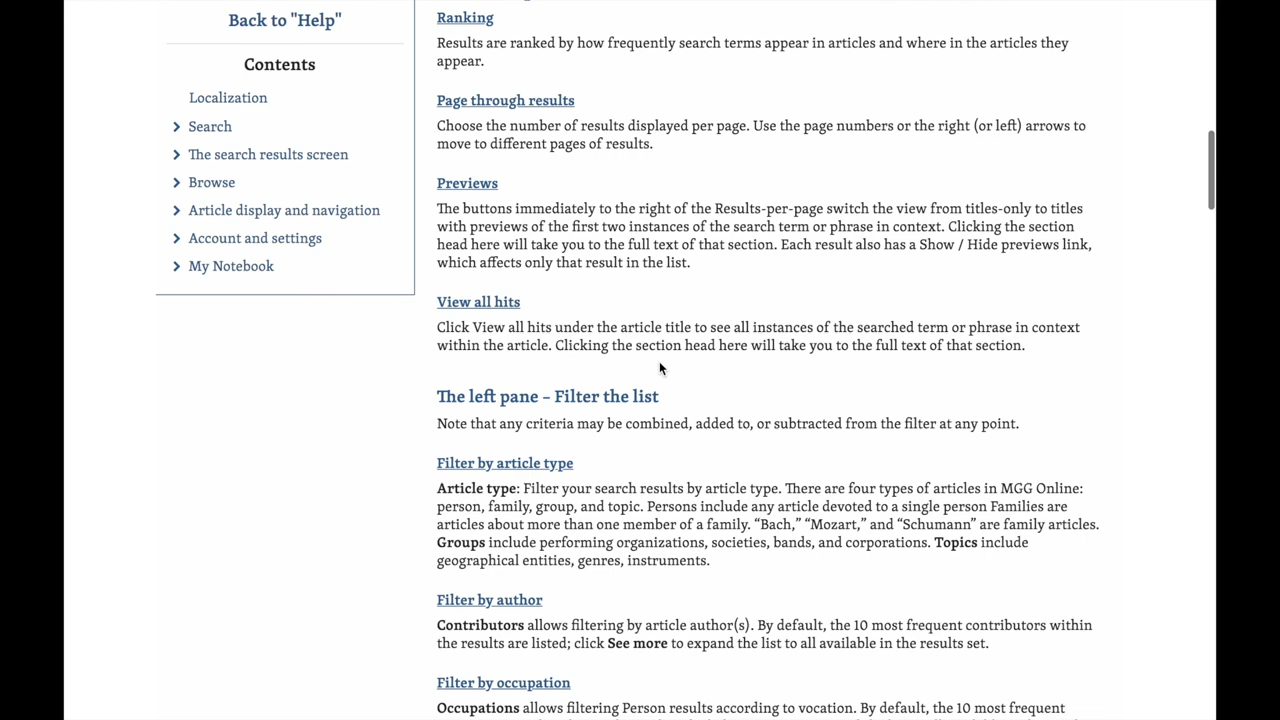 Back to "Help"
Contents
Localization
Search
The search results screen
Browse
Article display and navigation
Account and settings
My Notebook
Ranking
Results are ranked by how frequently search terms appear in articles and where in the articles they
appear.
Page through results
Choose the number of results displayed per page. Use the page numbers or the right (or left) arrows to
move to different pages of results.
Previews
The buttons immediately to the right of the Results-per-page switch the view from titles-only to titles
with previews of the first two instances of the search term or phrase in context. Clicking the section
head here will take you to the full text of that section. Each result also has a Show / Hide previews link,
which affects only that result in the list.
View all hits
Click View all hits under the article title to see all instances of the searched term or phrase in context
within the article. Clicking the section head here will take you to the full text of that section.
The left pane – Filter the list
Note that any criteria may be combined, added to, or subtracted from the filter at any point.
Filter by article type
Article type: Filter your search results by article type. There are four types of articles in MGG Online:
person, family, group, and topic. Persons include any article devoted to a single person Families are
articles about more than one member of a family. “Bach,” “Mozart,” and “Schumann” are family articles.
Groups include performing organizations, societies, bands, and corporations. Topics include
geographical entities, genres, instruments.
Filter by author
Contributors allows filtering by article author(s). By default, the 10 most frequent contributors within
the results are listed; click See more to expand the list to all available in the results set.
Filter by occupation
Occupations allows filtering Person results according to vocation. By default, the 10 most frequent